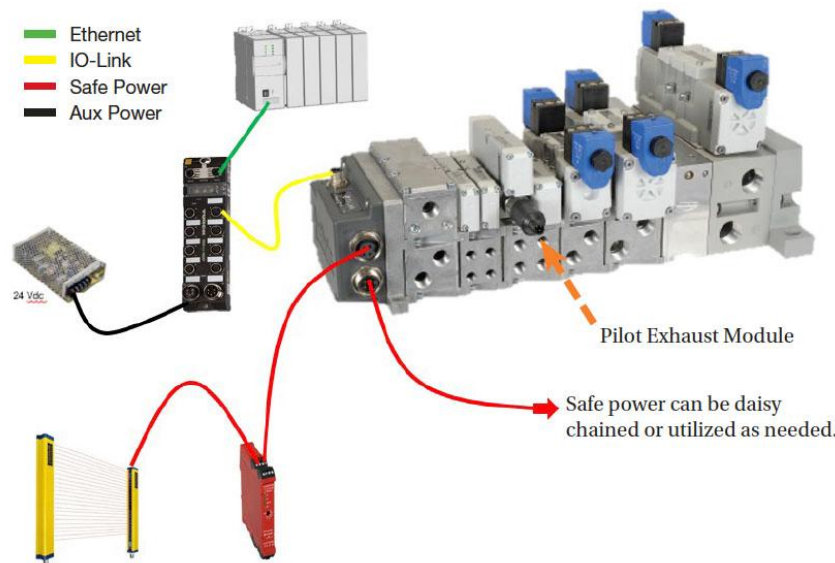 Ethernet
IO-Link
Safe Power
Aux Power
24 Vdc
Pilot Exhaust Module
Safe power can be daisy
chained or utilized as needed.